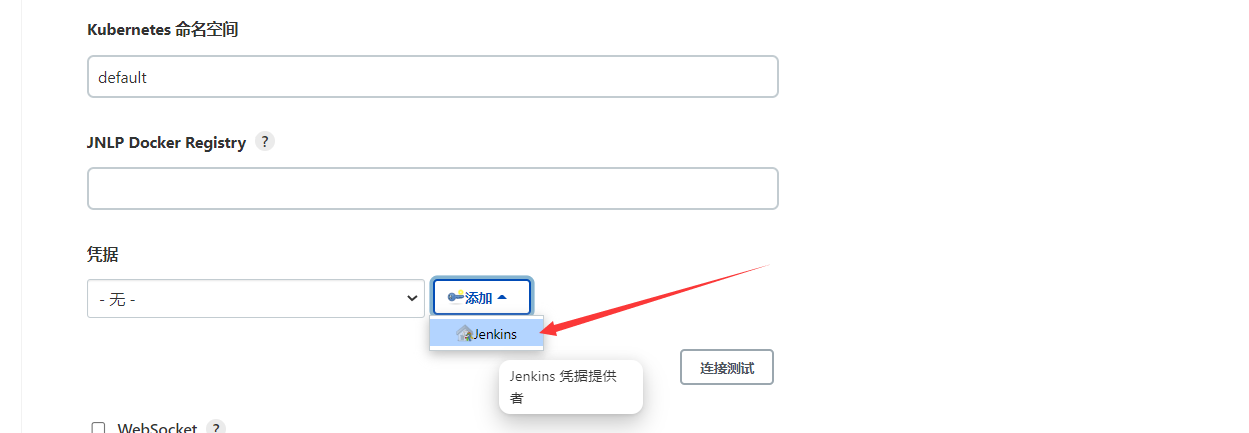 Kubernetes 命名空间
default
JNLP Docker Registry ?
凭据
- 无 -
添加
Jenkins
连接测试
Jenkins 凭据提供
者
WebSocket ?